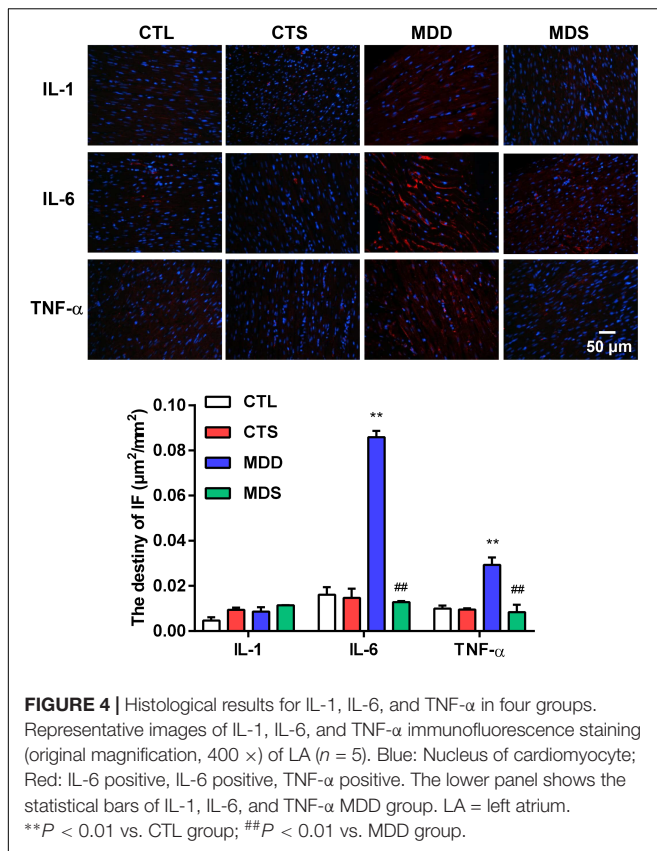 CTL CTS MDD MDS
IL-1
IL-6
TNF-α
50 µm
The destiny of IF (µm²/mm²)
0.10
0.08
0.06
0.04
0.02
0.00
CTL
CTS
MDD
MDS
**
##
**
##
IL-1 IL-6 TNF-α
FIGURE 4 | Histological results for IL-1, IL-6, and TNF-α in four groups.
Representative images of IL-1, IL-6, and TNF-α immunofluorescence staining
(original magnification, 400 ×) of LA (n = 5). Blue: Nucleus of cardiomyocyte;
Red: IL-6 positive, IL-6 positive, TNF-α positive. The lower panel shows the
statistical bars of IL-1, IL-6, and TNF-α MDD group. LA = left atrium.
**P < 0.01 vs. CTL group; ##P < 0.01 vs. MDD group.